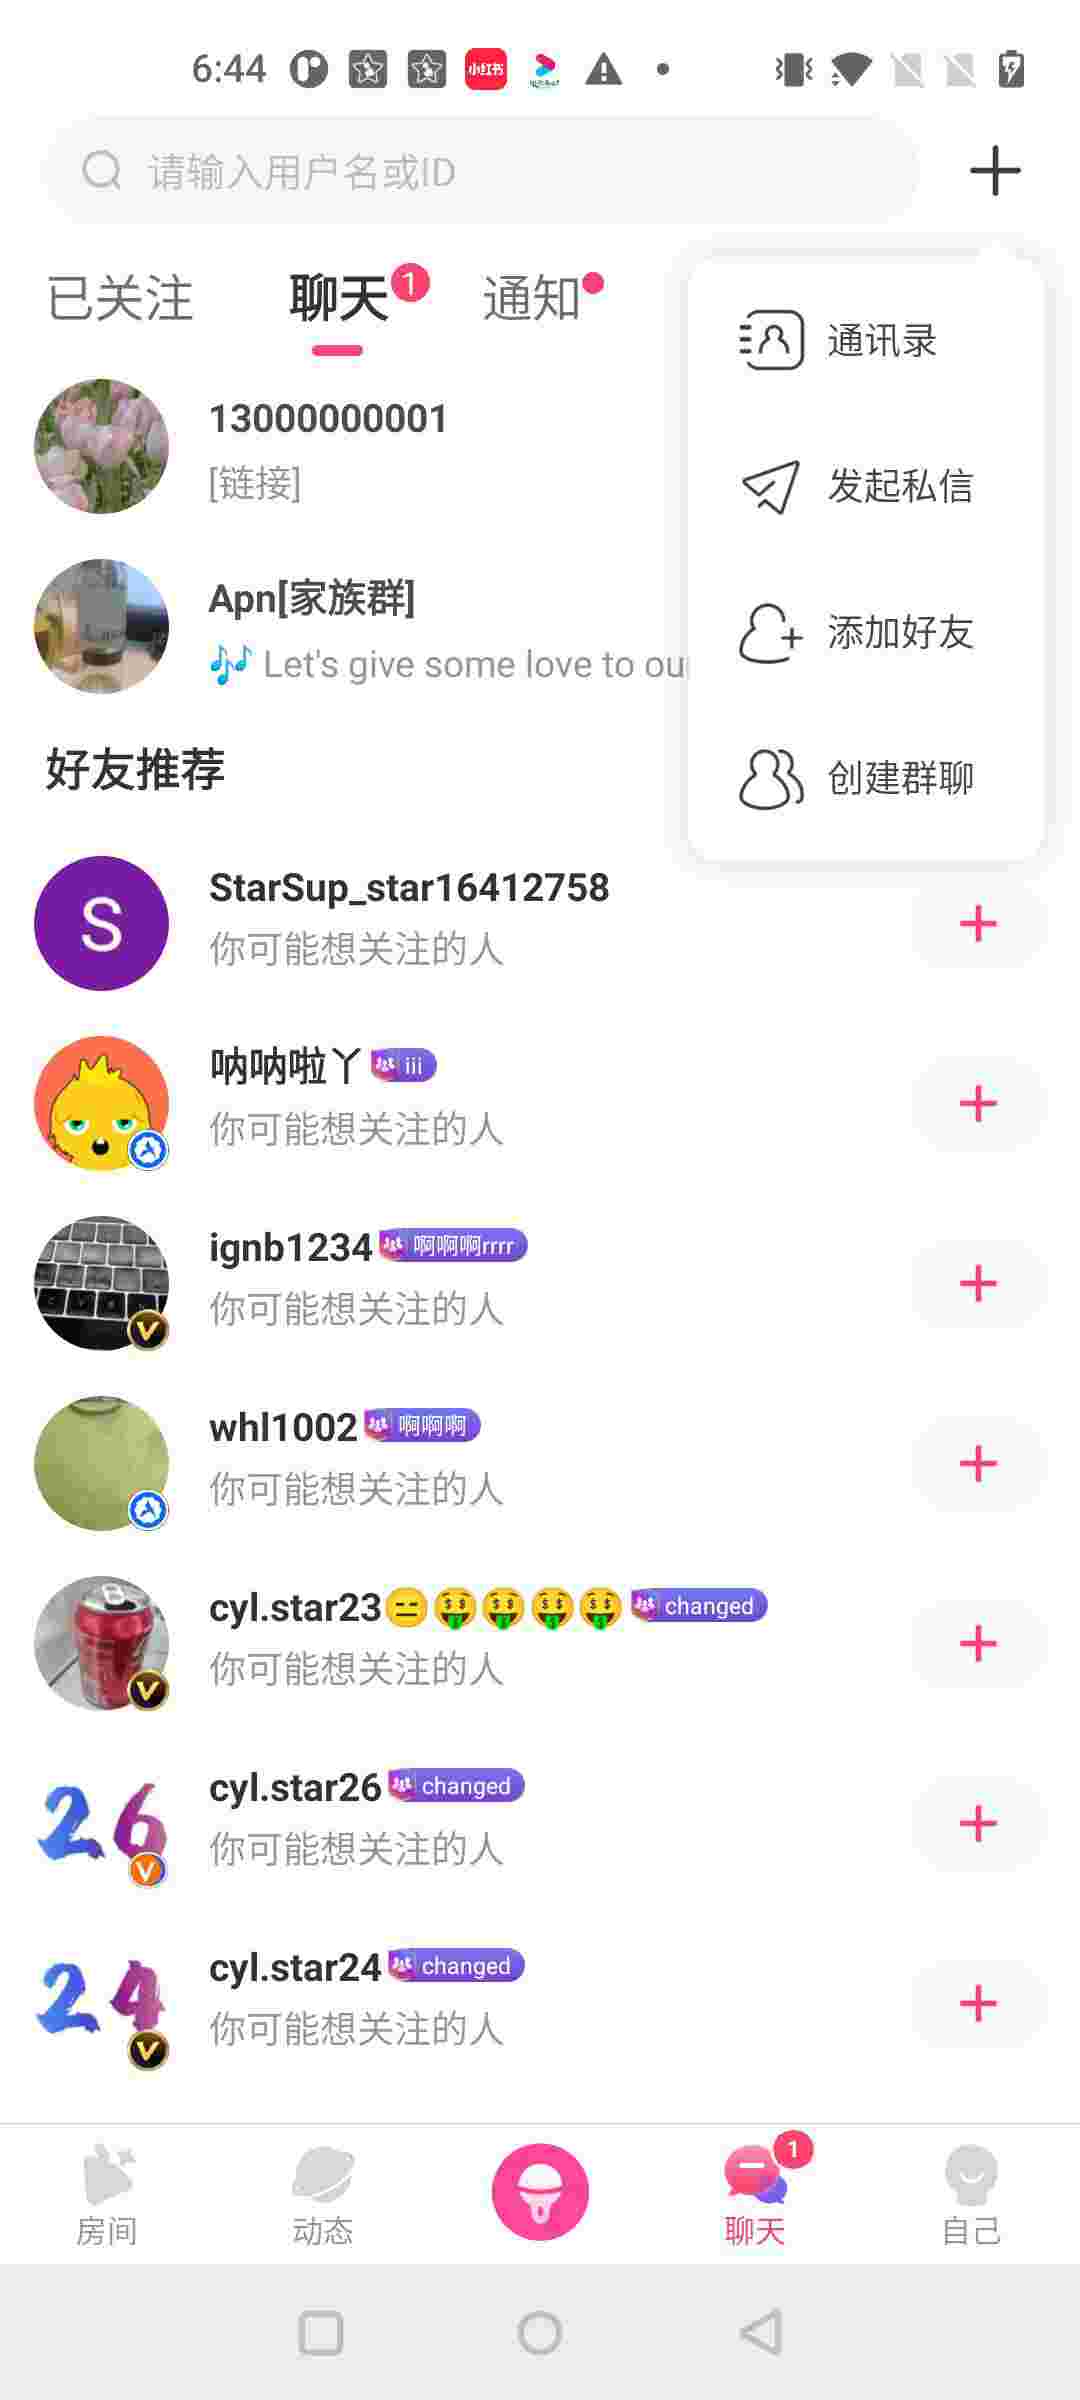 6:44
小红书
请输入用户名或ID
已关注
聊天
1
通知
通讯录
发起私信
添加好友
创建群聊
13000000001
[链接]
Apn[家族群]
🎶 Let's give some love to ou
好友推荐
S
StarSup_star16412758
你可能想关注的人
呐呐啦丫 iii
你可能想关注的人
ignb1234 啊啊啊rrrr
你可能想关注的人
whl1002 啊啊啊
你可能想关注的人
cyl.star23😑🤑🤑🤑🤑 changed
你可能想关注的人
26
cyl.star26 changed
你可能想关注的人
24
cyl.star24 changed
你可能想关注的人
房间
动态
1
聊天
自己